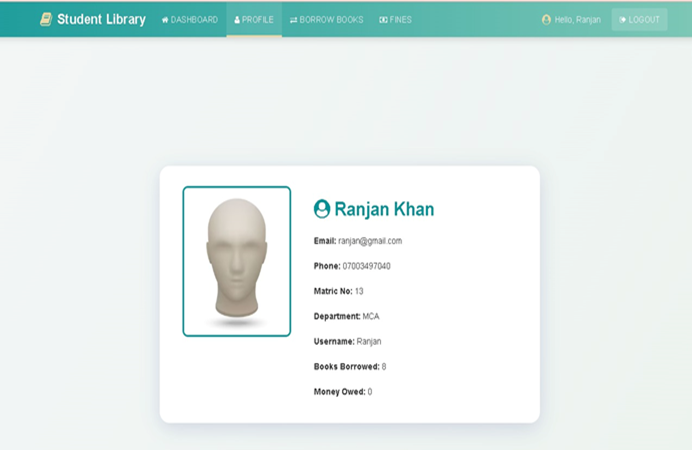 Student Library DASHBOARD PROFILE BORROW BOOKS FINES Hello, Ranjan LOGOUT
Ranjan Khan
Email: ranjan@gmail.com
Phone: 07003497040
Matric No: 13
Department: MCA
Username: Ranjan
Books Borrowed: 8
Money Owed: 0